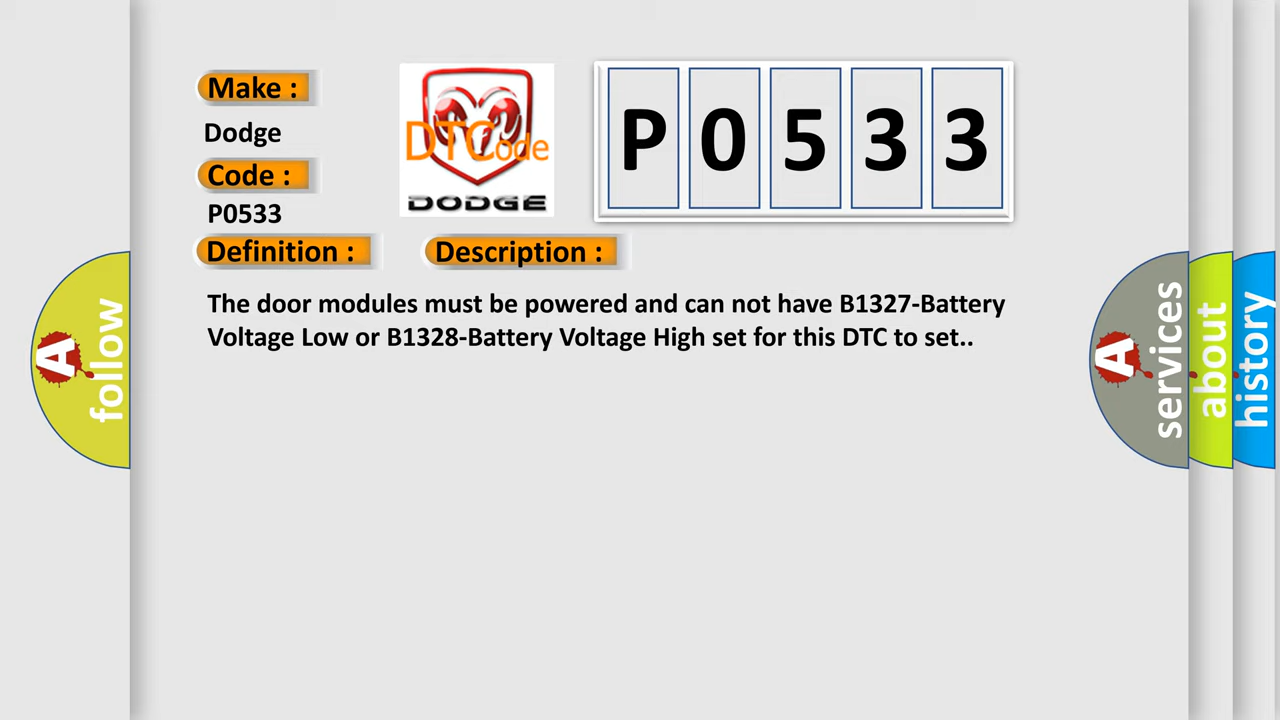 Make :
Dodge
Code :
P0533
Definition :
Description :
The door modules must be powered and can not have B1327-Battery
Voltage Low or B1328-Battery Voltage High set for this DTC to set..
DTCode
DODGE
P 0 5 3 3
A follow
A services
about
history